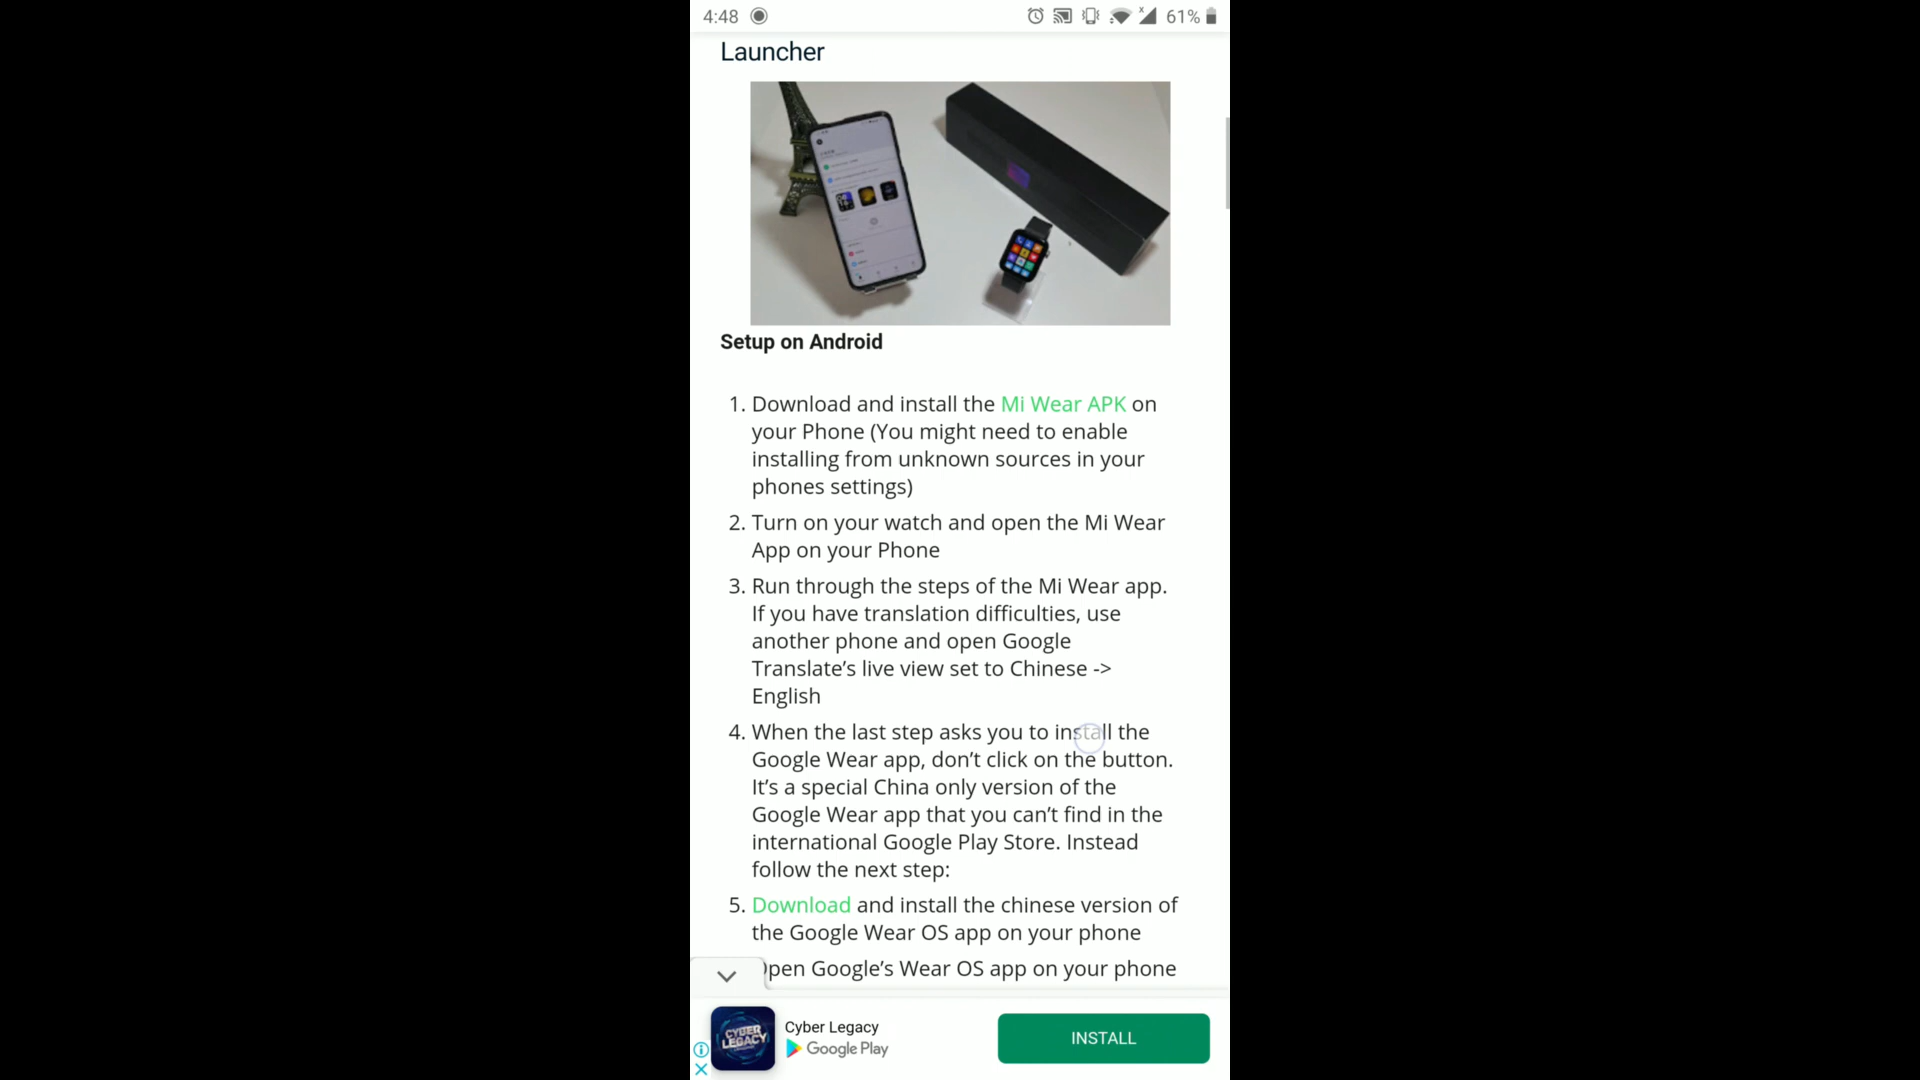 4:48
61%
Launcher
Setup on Android
1. Download and install the Mi Wear APK on
your Phone (You might need to enable
installing from unknown sources in your
phones settings)
2. Turn on your watch and open the Mi Wear
App on your Phone
3. Run through the steps of the Mi Wear app.
If you have translation difficulties, use
another phone and open Google
Translate’s live view set to Chinese ->
English
4. When the last step asks you to install the
Google Wear app, don’t click on the button.
It’s a special China only version of the
Google Wear app that you can’t find in the
international Google Play Store. Instead
follow the next step:
5. Download and install the chinese version of
the Google Wear OS app on your phone
Open Google’s Wear OS app on your phone
CYBER
LEGACY
Cyber Legacy
Google Play
INSTALL